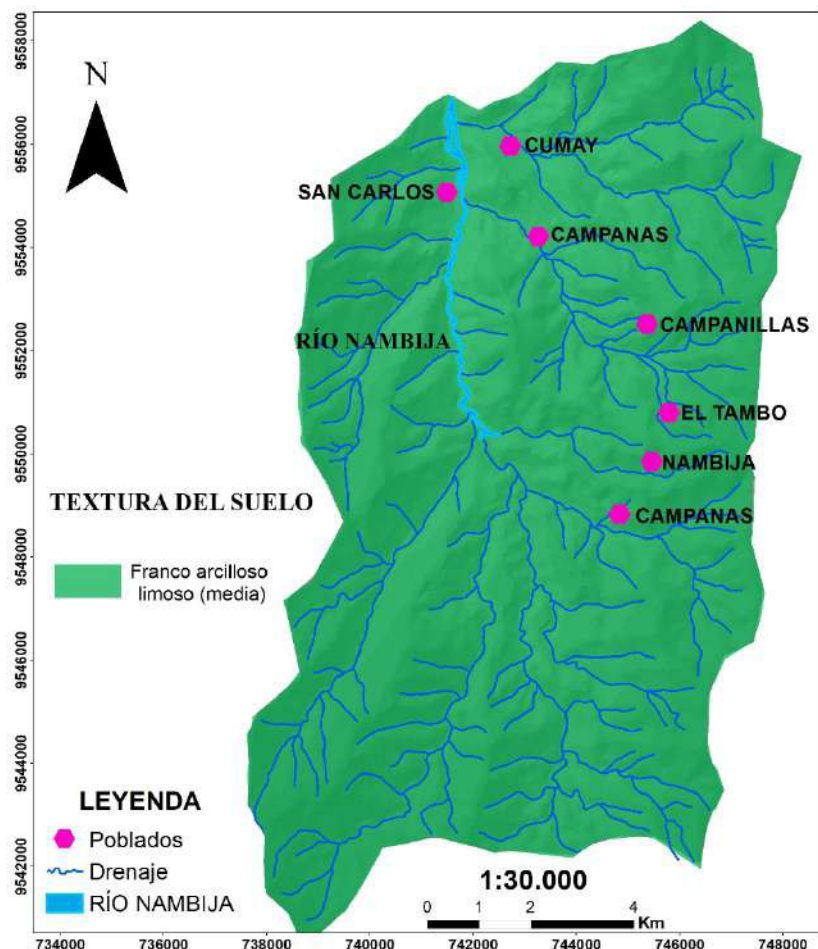 9558000
N
9556000
CUMAY
SAN CARLOS
9554000
CAMPANAS
CAMPANILLAS
9552000
RÍO NAMBIJA
EL TAMBO
9550000
NAMBIJA
TEXTURA DEL SUELO
CAMPANAS
9548000
Franco arcilloso
limoso (media)
9546000
9544000
LEYENDA
Poblados
9542000
Drenaje
1:30.000
RÍO NAMBIJA
0 1 2 4
Km
734000 736000 738000 740000 742000 744000 746000 748000